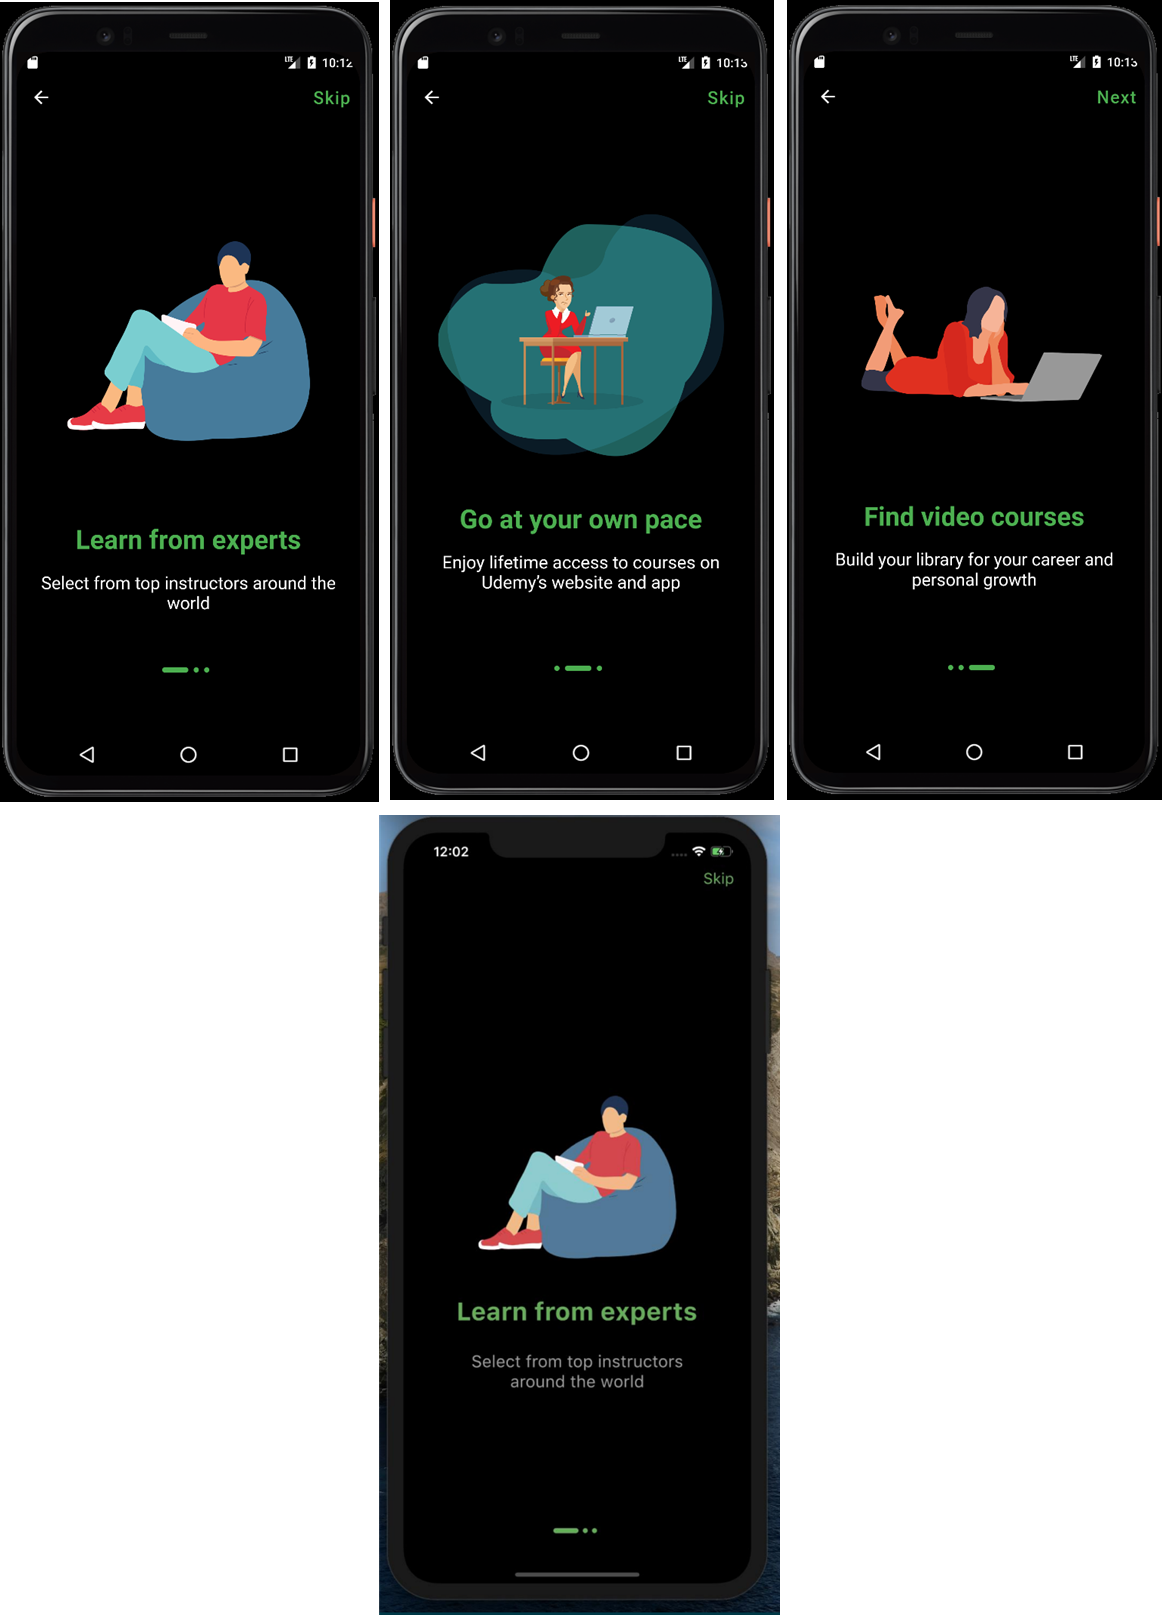 LTE 10:12
Skip
Learn from experts
Select from top instructors around the
world
LTE 10:13
Skip
Go at your own pace
Enjoy lifetime access to courses on
Udemy's website and app
LTE 10:13
Next
Find video courses
Build your library for your career and
personal growth
12:02
Skip
Learn from experts
Select from top instructors
around the world